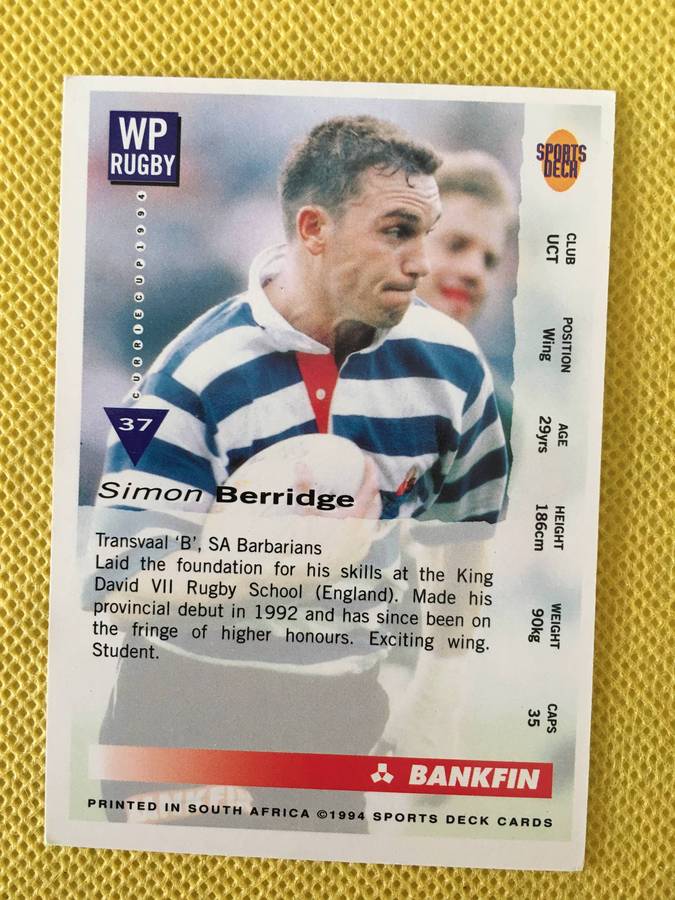 WP
RUGBY
CURRIECUP1994
37
Simon Berridge
Transvaal ‘B’, SA Barbarians
Laid the foundation for his skills at the King
David VII Rugby School (England). Made his
provincial debut in 1992 and has since been on
the fringe of higher honours. Exciting wing.
Student.
SPORTS
DECK
CLUB
UCT
POSITION
Wing
AGE
29yrs
HEIGHT
186cm
WEIGHT
90kg
CAPS
35
BANKFIN
BANKFIN
PRINTED IN SOUTH AFRICA ©1994 SPORTS DECK CARDS